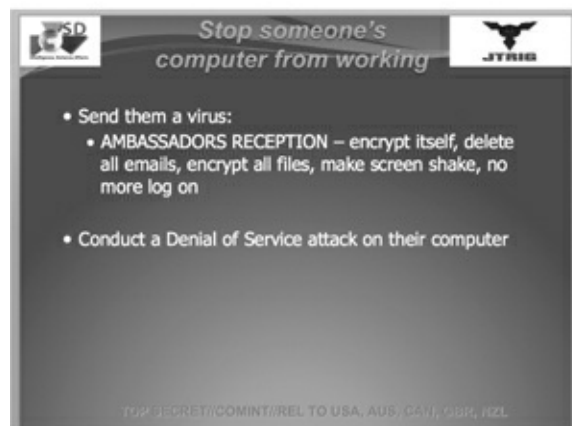 SD
JTRIG
Stop someone's
computer from working
• Send them a virus:
• AMBASSADORS RECEPTION – encrypt itself, delete
all emails, encrypt all files, make screen shake, no
more log on
• Conduct a Denial of Service attack on their computer
TOP SECRET//COMINT//REL TO USA, AUS, CAN, GBR, NZL